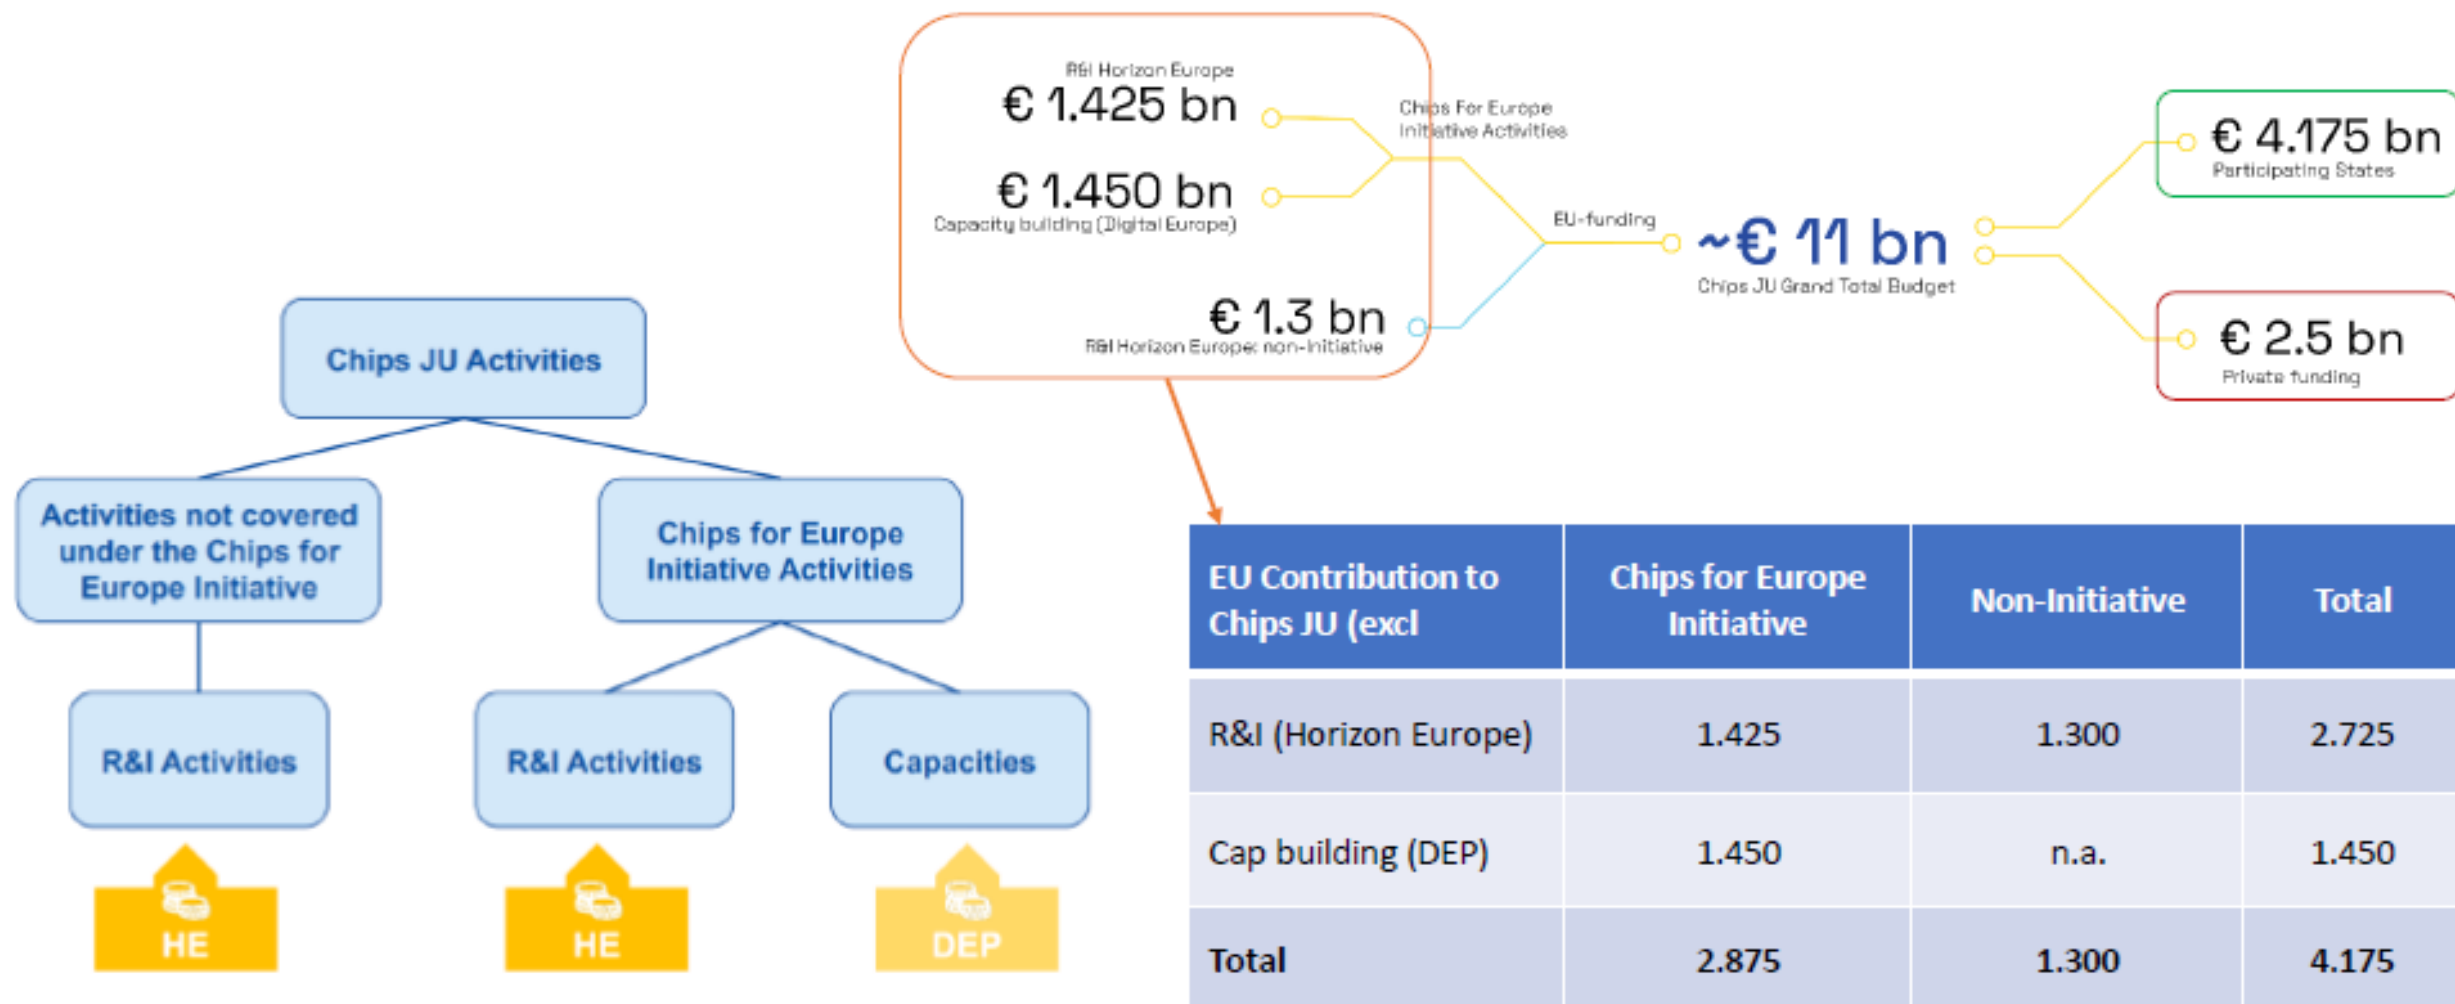 R&I Horizon Europe
€ 1.425 bn
€ 1.450 bn
Capacity building (Digital Europe)
€ 1.3 bn
R&I Horizon Europe: non-Initiative
Chips For Europe
Initiative Activities
EU-funding
~€ 11 bn
Chips JU Grand Total Budget
€ 4.175 bn
Participating States
€ 2.5 bn
Private funding
Chips JU Activities
Activities not covered
under the Chips for
Europe Initiative
Chips for Europe
Initiative Activities
R&I Activities
R&I Activities
Capacities
HE
HE
DEP
EU Contribution to
Chips JU (excl
Chips for Europe
Initiative
Non-Initiative
Total
R&I (Horizon Europe) 1.425 1.300 2.725
Cap building (DEP) 1.450 n.a. 1.450
Total 2.875 1.300 4.175